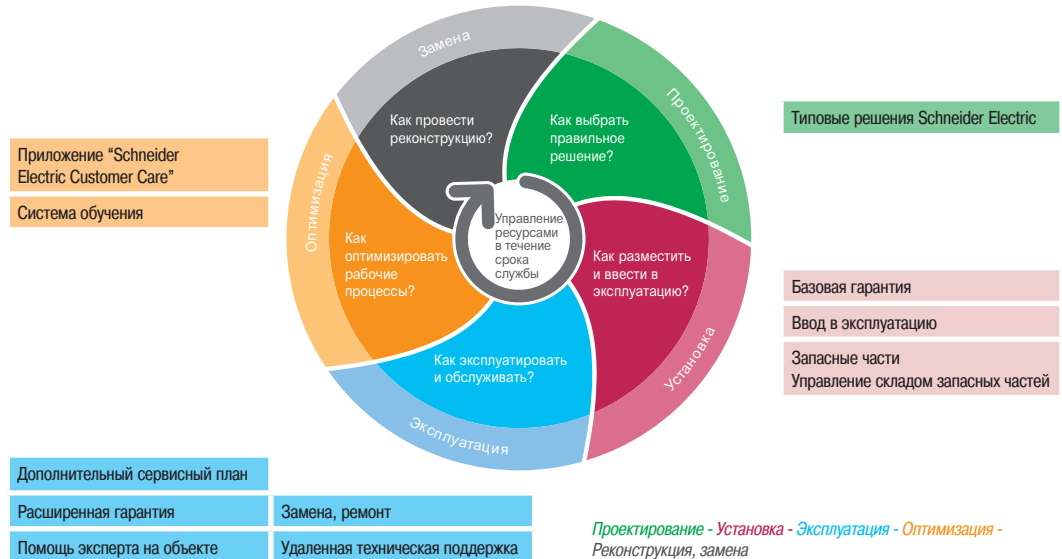 Замена
Проектирование
Установка
Эксплуатация
Оптимизация
Как провести
реконструкцию?
Как выбрать
правильное
решение?
Как разместить
и ввести в
эксплуатацию?
Как эксплуатировать
и обслуживать?
Как
оптимизировать
рабочие
процессы?
Управление
ресурсами
в течение
срока
службы
Приложение “Schneider
Electric Customer Care”
Система обучения
Типовые решения Schneider Electric
Базовая гарантия
Ввод в эксплуатацию
Запасные части
Управление складом запасных частей
Дополнительный сервисный план
Расширенная гарантия
Замена, ремонт
Помощь эксперта на объекте
Удаленная техническая поддержка
Проектирование - Установка - Эксплуатация - Оптимизация -
Реконструкция, замена